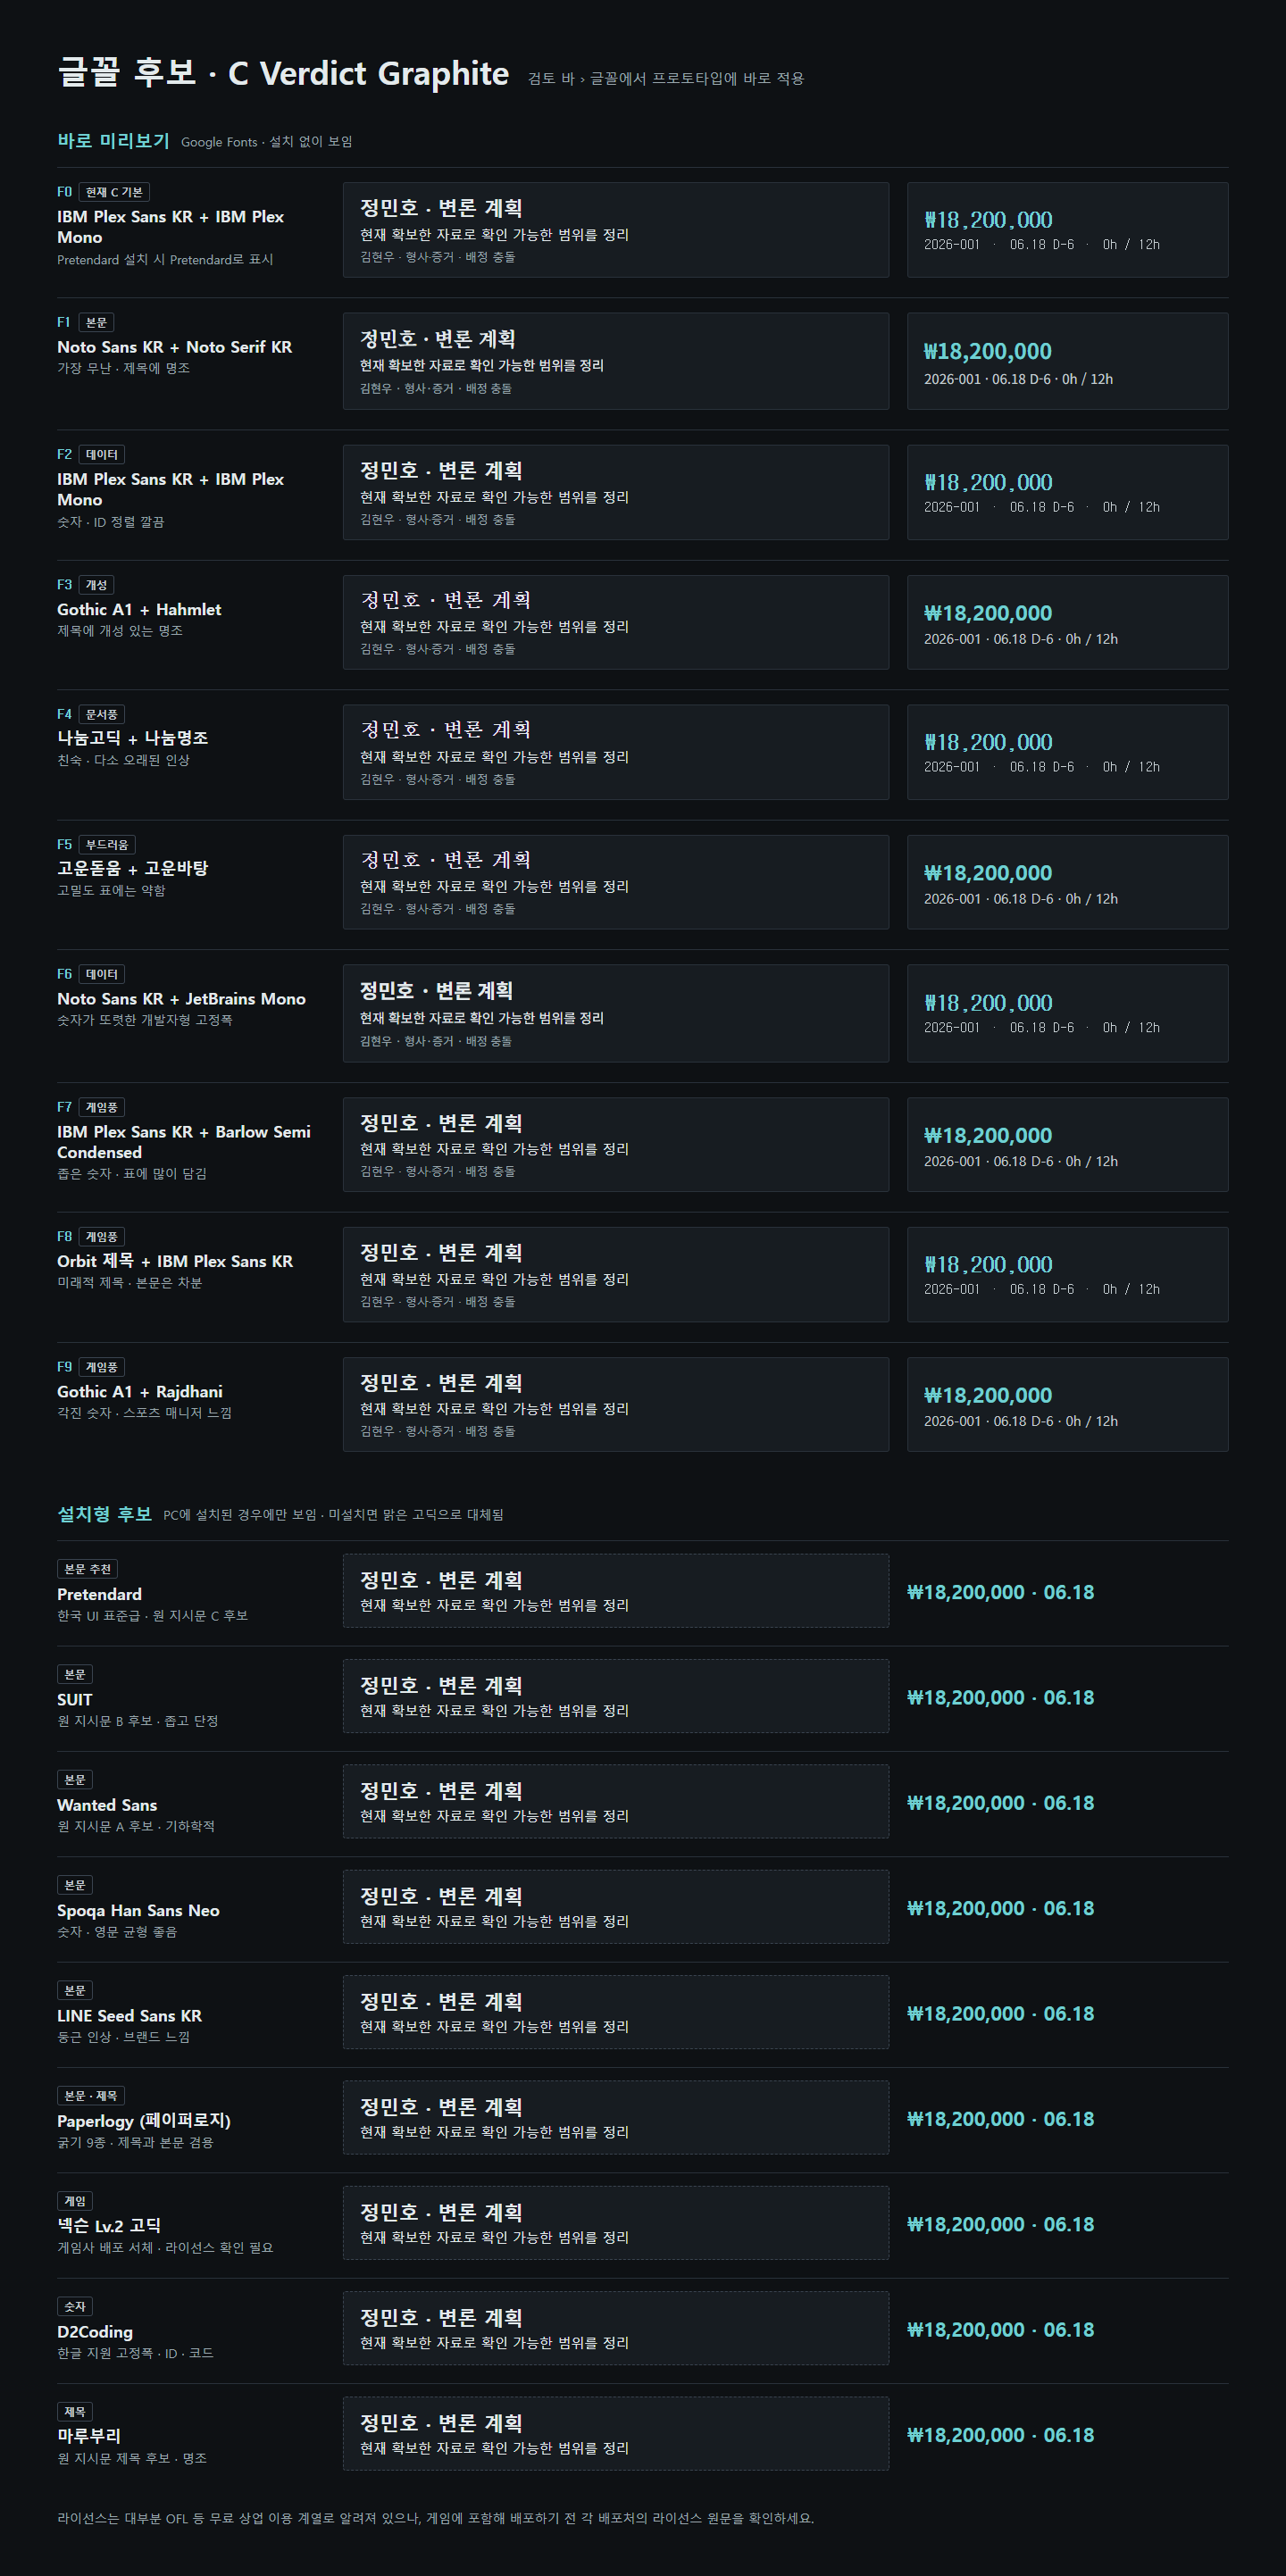 글꼴 후보 · C Verdict Graphite 검토 바 › 글꼴에서 프로토타입에 바로 적용
바로 미리보기 Google Fonts · 설치 없이 보임
F0 현재 C 기본
IBM Plex Sans KR + IBM Plex
Mono
Pretendard 설치 시 Pretendard로 표시
정민호 · 변론 계획
현재 확보한 자료로 확인 가능한 범위를 정리
김현우 · 형사·증거 · 배정 충돌
₩18,200,000
2026-001 · 06.18 D-6 · 0h / 12h
F1 본문
Noto Sans KR + Noto Serif KR
가장 무난 · 제목에 명조
정민호 · 변론 계획
현재 확보한 자료로 확인 가능한 범위를 정리
김현우 · 형사·증거 · 배정 충돌
₩18,200,000
2026-001 · 06.18 D-6 · 0h / 12h
F2 데이터
IBM Plex Sans KR + IBM Plex
Mono
숫자 · ID 정렬 깔끔
정민호 · 변론 계획
현재 확보한 자료로 확인 가능한 범위를 정리
김현우 · 형사·증거 · 배정 충돌
₩18,200,000
2026-001 · 06.18 D-6 · 0h / 12h
F3 개성
Gothic A1 + Hahmlet
제목에 개성 있는 명조
정민호 · 변론 계획
현재 확보한 자료로 확인 가능한 범위를 정리
김현우 · 형사·증거 · 배정 충돌
₩18,200,000
2026-001 · 06.18 D-6 · 0h / 12h
F4 문서풍
나눔고딕 + 나눔명조
친숙 · 다소 오래된 인상
정민호 · 변론 계획
현재 확보한 자료로 확인 가능한 범위를 정리
김현우 · 형사·증거 · 배정 충돌
₩18,200,000
2026-001 · 06.18 D-6 · 0h / 12h
F5 부드러움
고운돋움 + 고운바탕
고밀도 표에는 약함
정민호 · 변론 계획
현재 확보한 자료로 확인 가능한 범위를 정리
김현우 · 형사·증거 · 배정 충돌
₩18,200,000
2026-001 · 06.18 D-6 · 0h / 12h
F6 데이터
Noto Sans KR + JetBrains Mono
숫자가 또렷한 개발자형 고정폭
정민호 · 변론 계획
현재 확보한 자료로 확인 가능한 범위를 정리
김현우 · 형사·증거 · 배정 충돌
₩18,200,000
2026-001 · 06.18 D-6 · 0h / 12h
F7 게임풍
IBM Plex Sans KR + Barlow Semi
Condensed
좁은 숫자 · 표에 많이 담김
정민호 · 변론 계획
현재 확보한 자료로 확인 가능한 범위를 정리
김현우 · 형사·증거 · 배정 충돌
₩18,200,000
2026-001 · 06.18 D-6 · 0h / 12h
F8 게임풍
Orbit 제목 + IBM Plex Sans KR
미래적 제목 · 본문은 차분
정민호 · 변론 계획
현재 확보한 자료로 확인 가능한 범위를 정리
김현우 · 형사·증거 · 배정 충돌
₩18,200,000
2026-001 · 06.18 D-6 · 0h / 12h
F9 게임풍
Gothic A1 + Rajdhani
각진 숫자 · 스포츠 매니저 느낌
정민호 · 변론 계획
현재 확보한 자료로 확인 가능한 범위를 정리
김현우 · 형사·증거 · 배정 충돌
₩18,200,000
2026-001 · 06.18 D-6 · 0h / 12h
설치형 후보 PC에 설치된 경우에만 보임 · 미설치면 맑은 고딕으로 대체됨
본문 추천
Pretendard
한국 UI 표준급 · 원 지시문 C 후보
정민호 · 변론 계획
현재 확보한 자료로 확인 가능한 범위를 정리
₩18,200,000 · 06.18
본문
SUIT
원 지시문 B 후보 · 좁고 단정
정민호 · 변론 계획
현재 확보한 자료로 확인 가능한 범위를 정리
₩18,200,000 · 06.18
본문
Wanted Sans
원 지시문 A 후보 · 기하학적
정민호 · 변론 계획
현재 확보한 자료로 확인 가능한 범위를 정리
₩18,200,000 · 06.18
본문
Spoqa Han Sans Neo
숫자 · 영문 균형 좋음
정민호 · 변론 계획
현재 확보한 자료로 확인 가능한 범위를 정리
₩18,200,000 · 06.18
본문
LINE Seed Sans KR
둥근 인상 · 브랜드 느낌
정민호 · 변론 계획
현재 확보한 자료로 확인 가능한 범위를 정리
₩18,200,000 · 06.18
본문 · 제목
Paperlogy (페이퍼로지)
굵기 9종 · 제목과 본문 겸용
정민호 · 변론 계획
현재 확보한 자료로 확인 가능한 범위를 정리
₩18,200,000 · 06.18
게임
넥슨 Lv.2 고딕
게임사 배포 서체 · 라이선스 확인 필요
정민호 · 변론 계획
현재 확보한 자료로 확인 가능한 범위를 정리
₩18,200,000 · 06.18
숫자
D2Coding
한글 지원 고정폭 · ID · 코드
정민호 · 변론 계획
현재 확보한 자료로 확인 가능한 범위를 정리
₩18,200,000 · 06.18
제목
마루부리
원 지시문 제목 후보 · 명조
정민호 · 변론 계획
현재 확보한 자료로 확인 가능한 범위를 정리
₩18,200,000 · 06.18
라이선스는 대부분 OFL 등 무료 상업 이용 계열로 알려져 있으나, 게임에 포함해 배포하기 전 각 배포처의 라이선스 원문을 확인하세요.